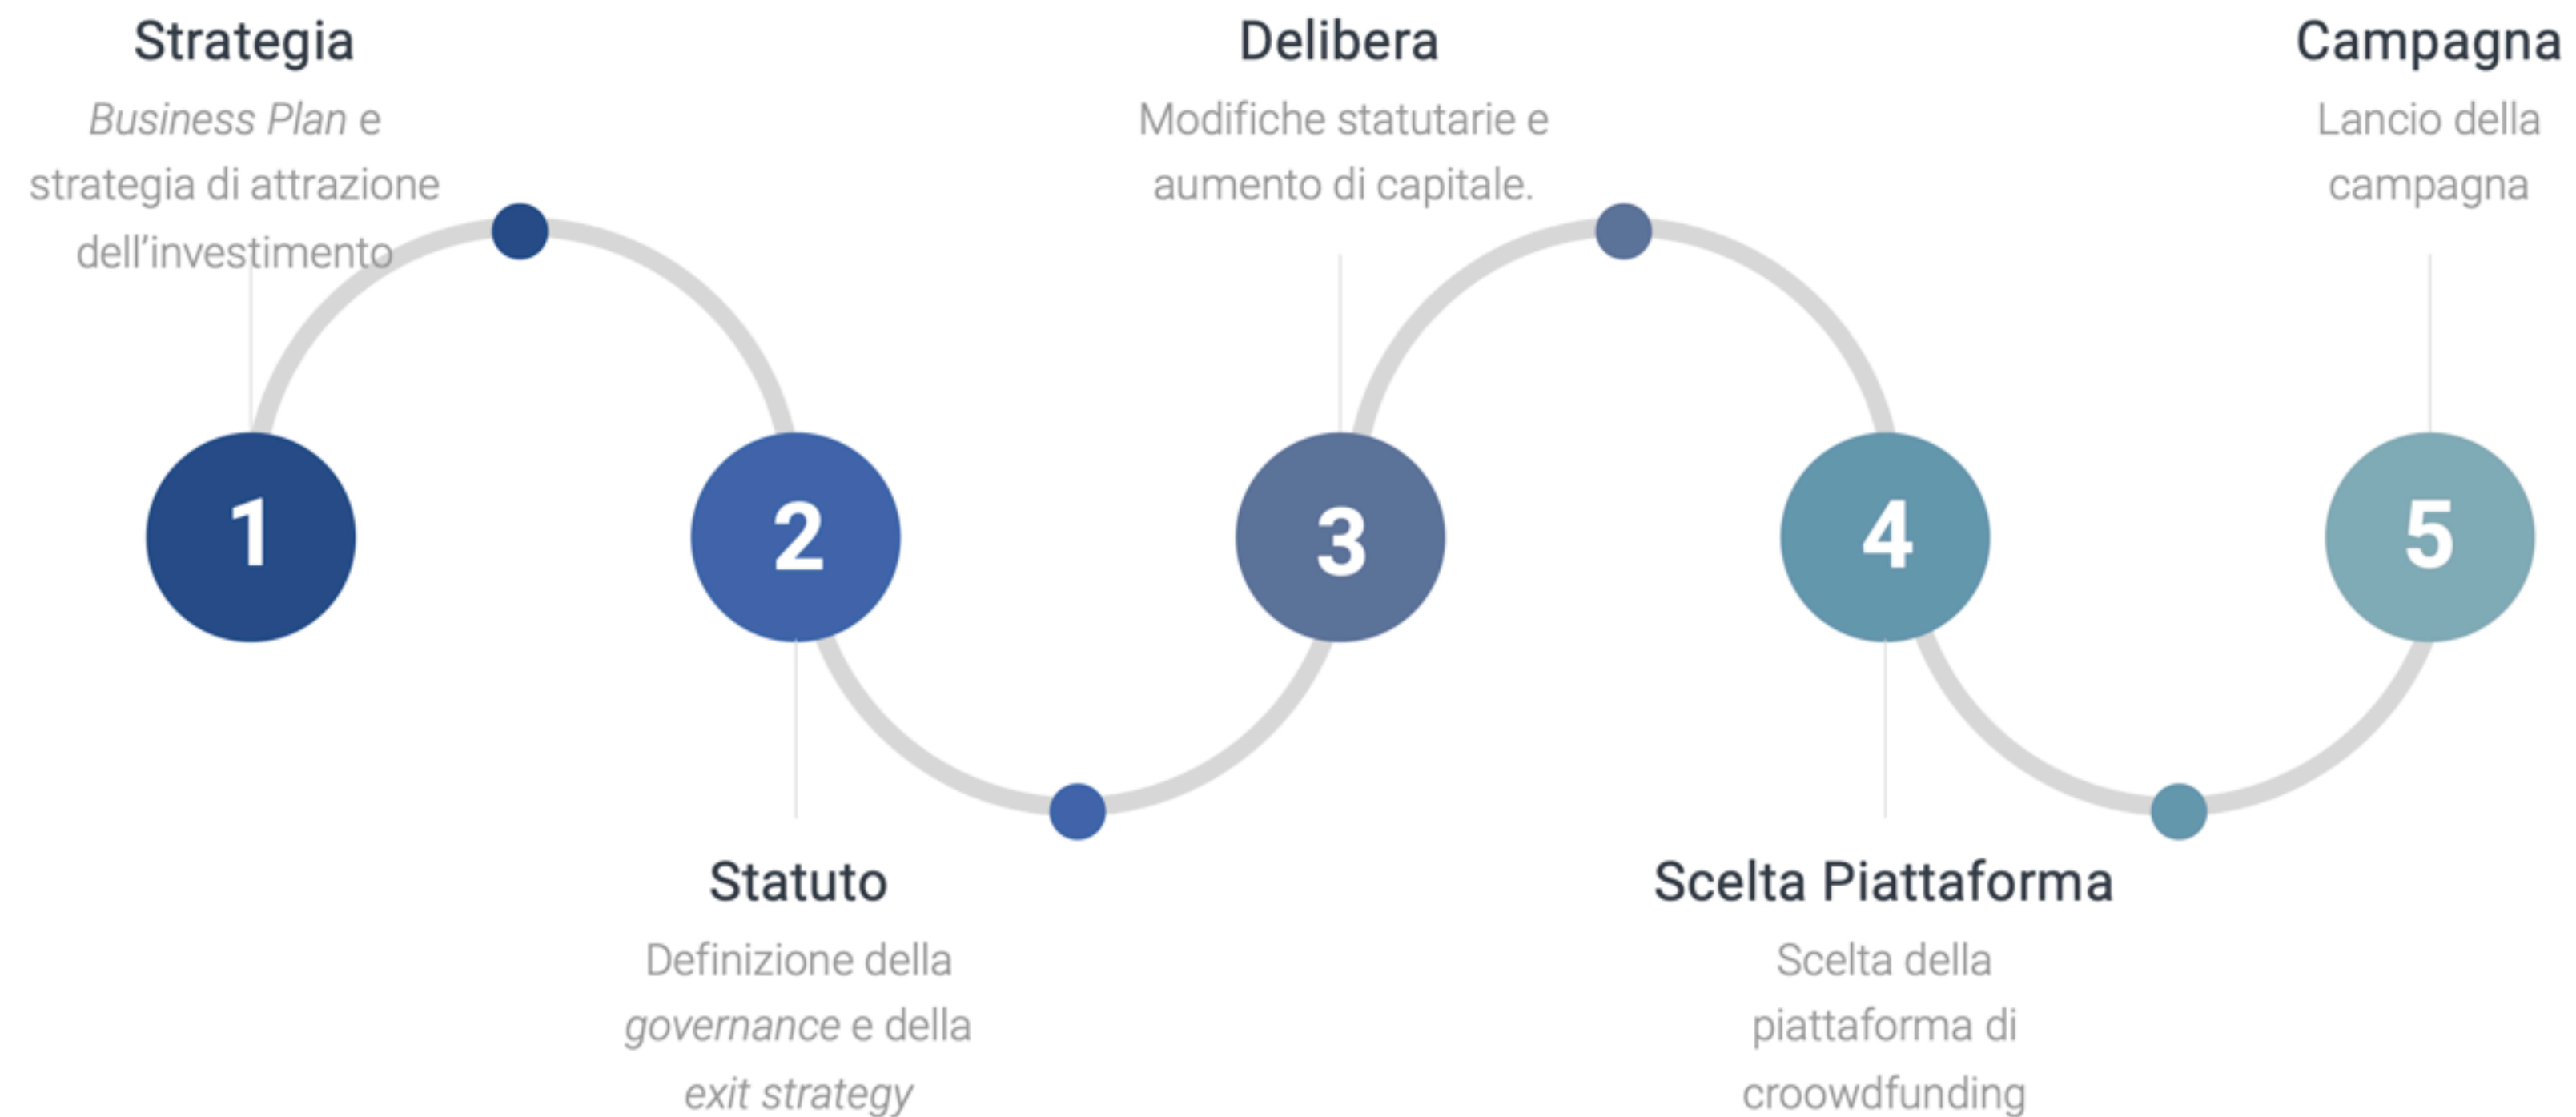 Strategia
Business Plan e
strategia di attrazione
dell'investimento
1
Statuto
Definizione della
governance e della
exit strategy
2
Delibera
Modifiche statutarie e
aumento di capitale.
3
Scelta Piattaforma
Scelta della
piattaforma di
croowdfunding
4
Campagna
Lancio della
campagna
5